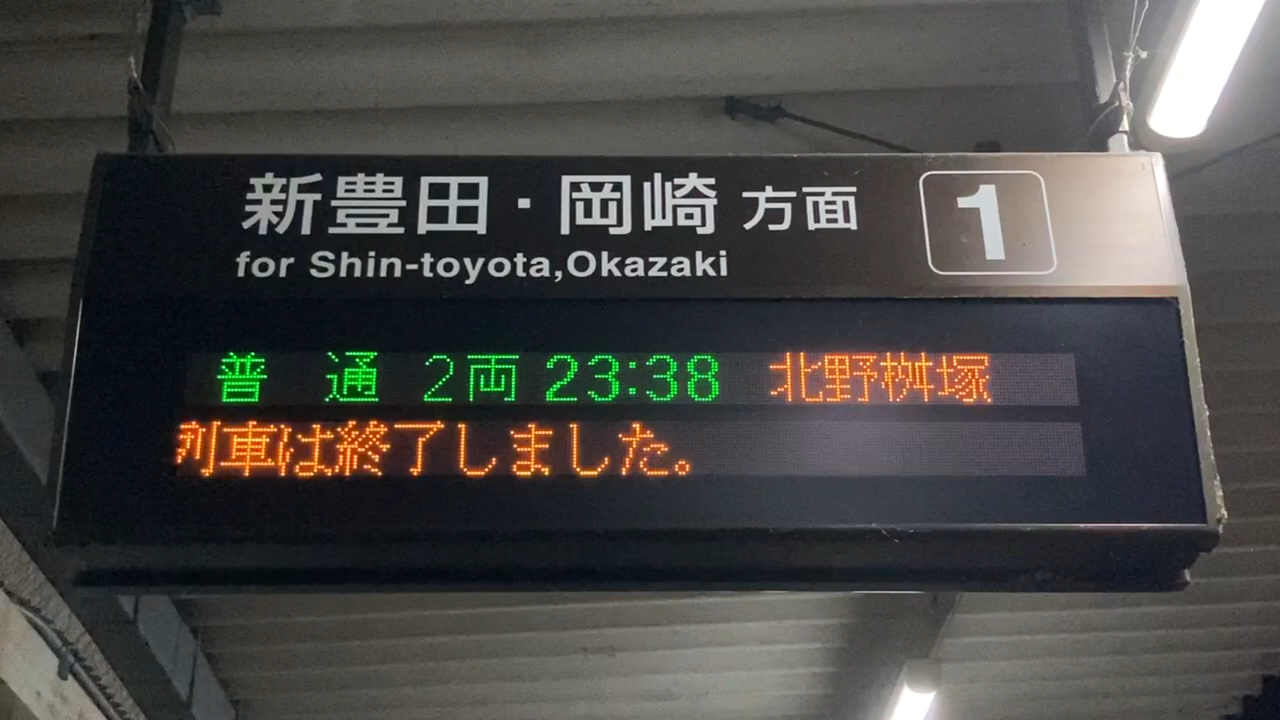 新豊田・岡崎 方面 1
for Shin-toyota,Okazaki
普 通 2両 23:38 北野桝塚
列車は終了しました。